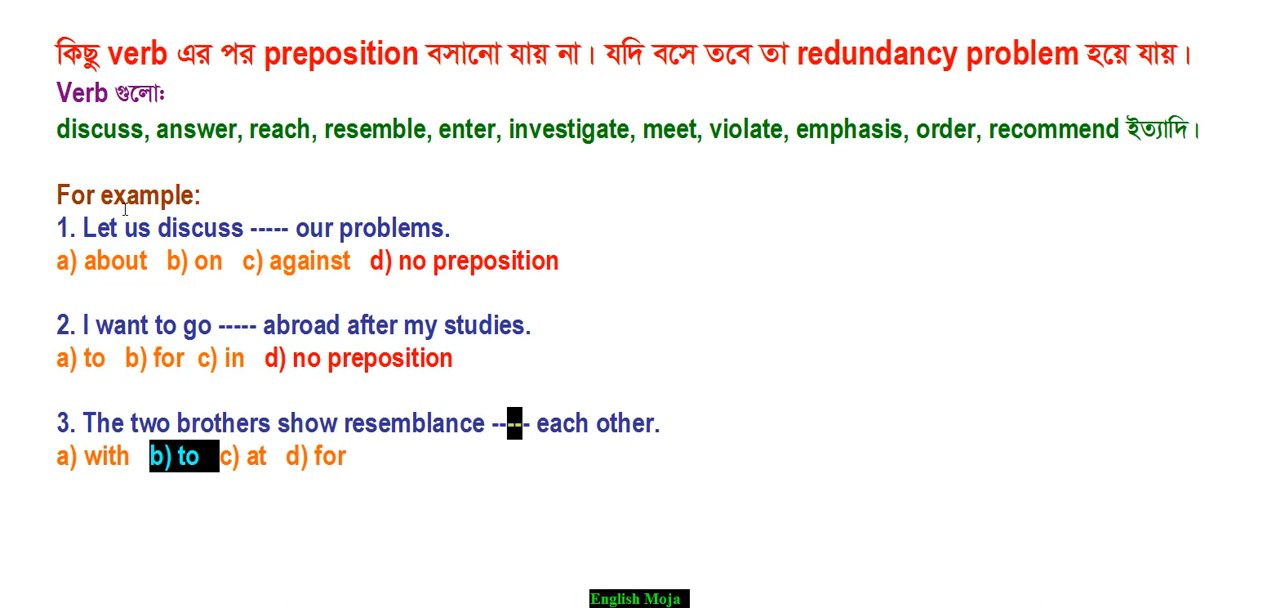 কিছু verb এর পর preposition বসানো যায় না। যদি বসে তবে তা redundancy problem হয়ে যায়।
Verb গুলোঃ
discuss, answer, reach, resemble, enter, investigate, meet, violate, emphasis, order, recommend ইত্যাদি।
For example:
1. Let us discuss ----- our problems.
a) about b) on c) against d) no preposition
2. I want to go ----- abroad after my studies.
a) to b) for c) in d) no preposition
3. The two brothers show resemblance ----- each other.
a) with b) to c) at d) for
English Moja